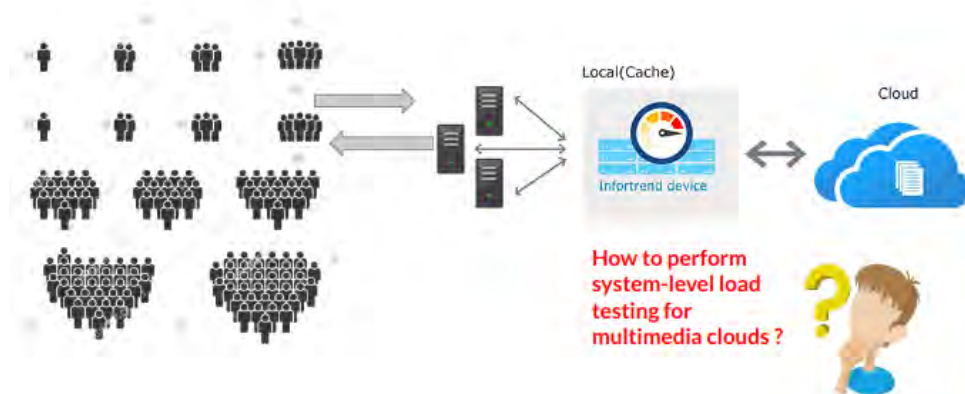 Local(Cache)
Cloud
Infortrend device
How to perform
system-level load
testing for
multimedia clouds ?